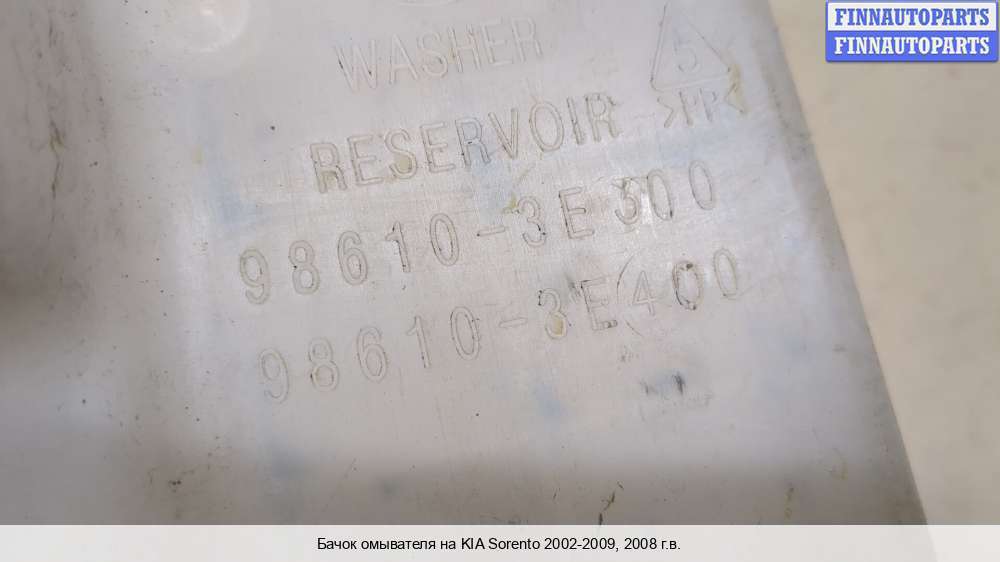 FINNAUTOPARTS
FINNAUTOPARTS
WASHER
5
RESERVOIR >PP<
98610-3E300
98610-3E400
Бачок омывателя на KIA Sorento 2002-2009, 2008 г.в.